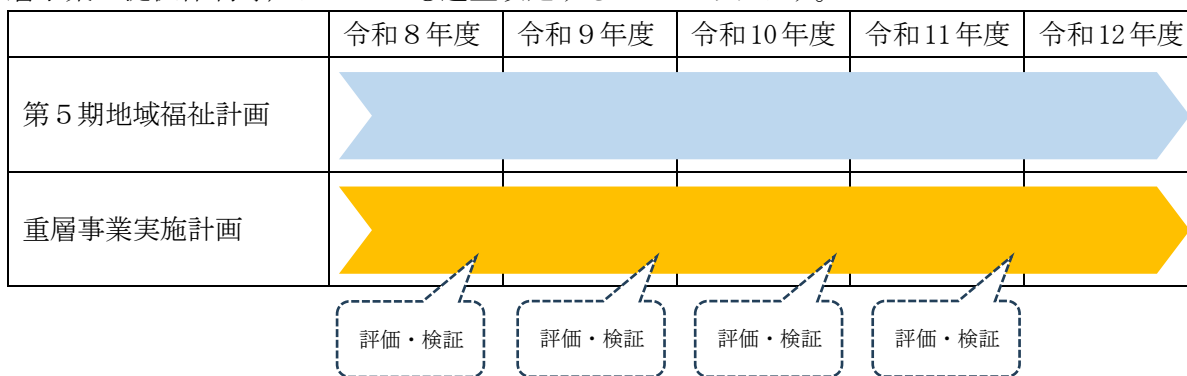 令和８年度 令和９年度 令和10年度 令和11年度 令和12年度
第５期地域福祉計画
重層事業実施計画
評価・検証 評価・検証 評価・検証 評価・検証